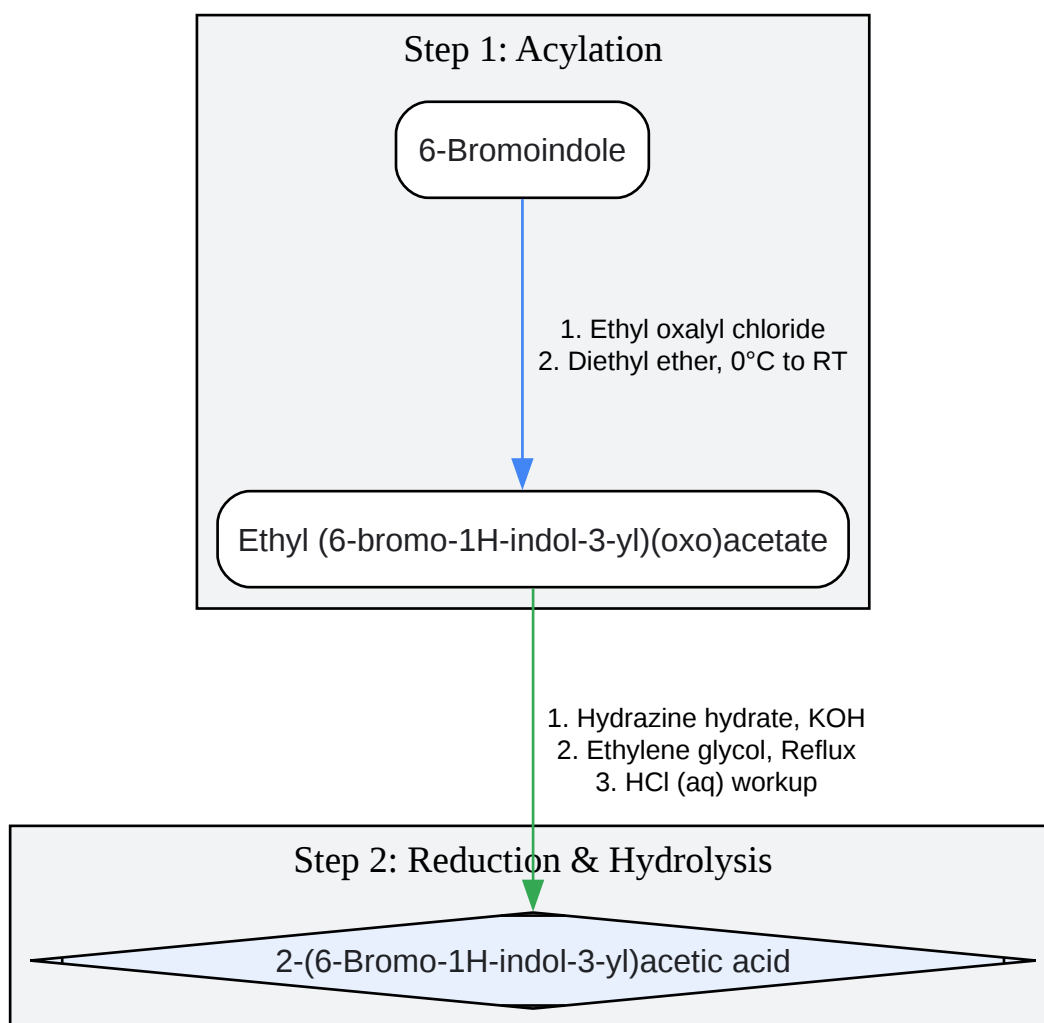 Step 1: Acylation
6-Bromoindole
1. Ethyl oxalyl chloride
2. Diethyl ether, 0°C to RT
Ethyl (6-bromo-1H-indol-3-yl)(oxo)acetate
1. Hydrazine hydrate, KOH
2. Ethylene glycol, Reflux
3. HCl (aq) workup
Step 2: Reduction & Hydrolysis
2-(6-Bromo-1H-indol-3-yl)acetic acid